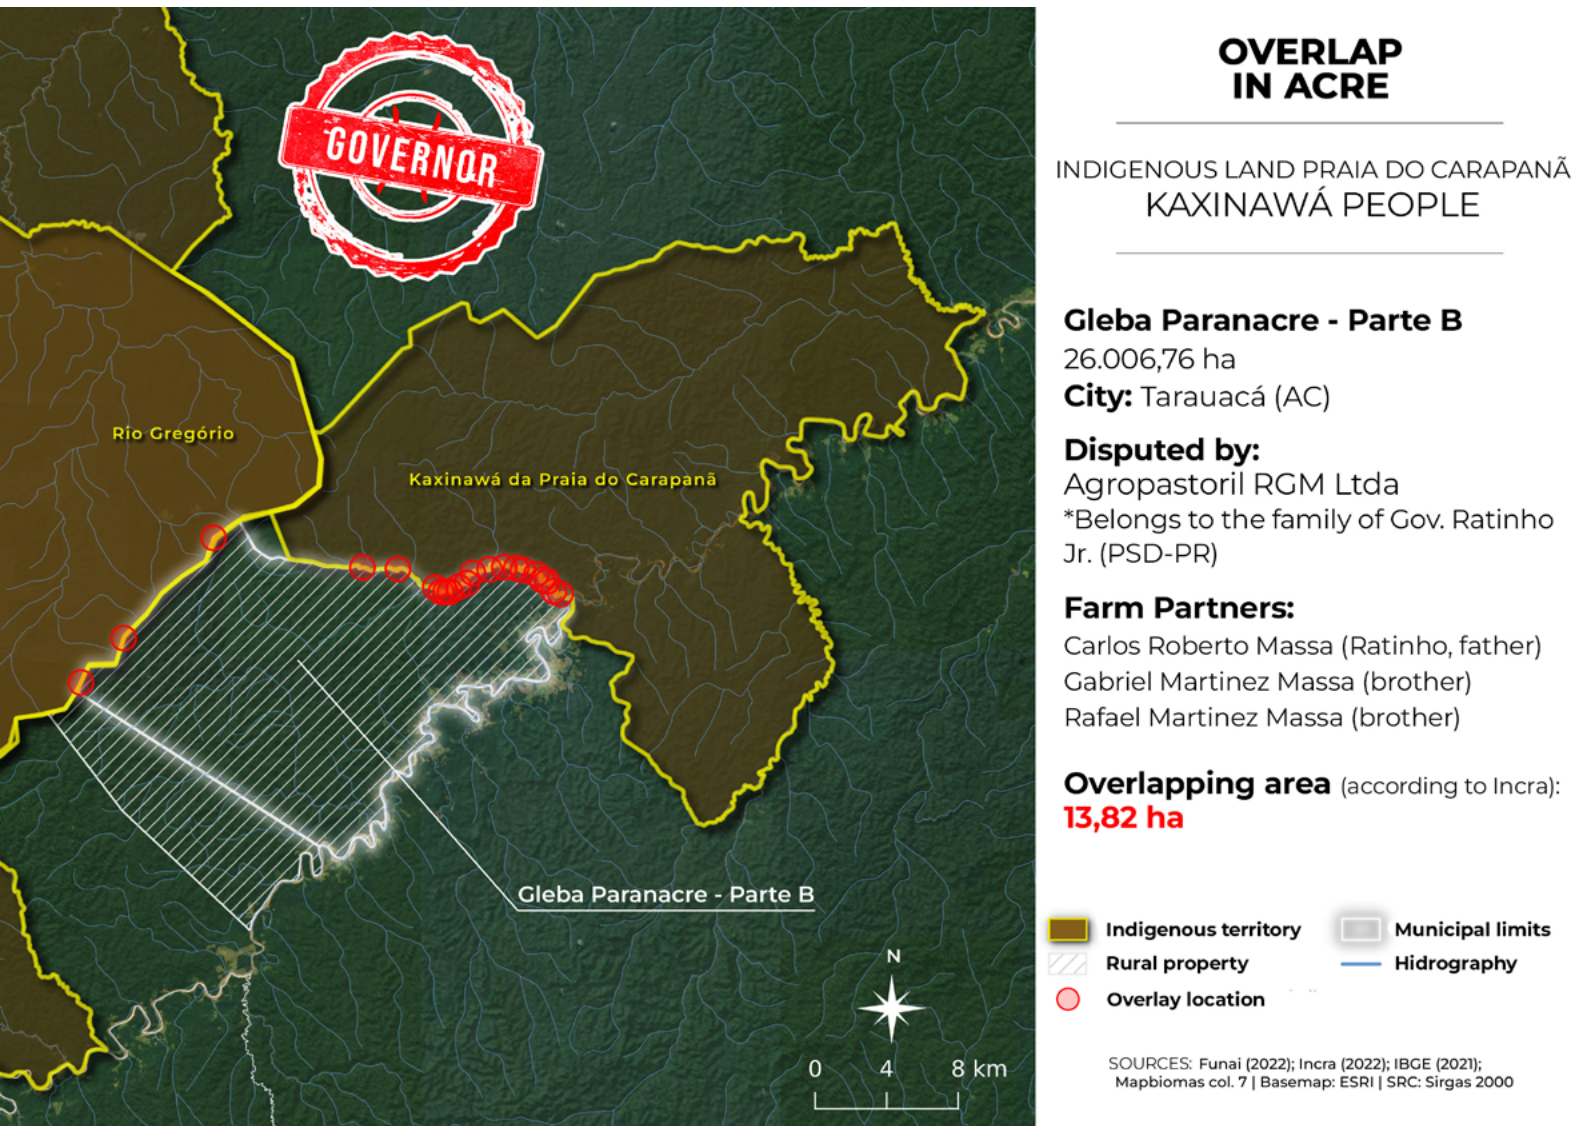 GOVERNOR
Rio Gregório
Kaxinawá da Praia do Carapanã
Gleba Paranacre - Parte B
N
0 4 8 km
OVERLAP
IN ACRE
INDIGENOUS LAND PRAIA DO CARAPANÃ
KAXINAWÁ PEOPLE
Gleba Paranacre - Parte B
26.006,76 ha
City: Tarauacá (AC)
Disputed by:
Agropastoril RGM Ltda
*Belongs to the family of Gov. Ratinho
Jr. (PSD-PR)
Farm Partners:
Carlos Roberto Massa (Ratinho, father)
Gabriel Martinez Massa (brother)
Rafael Martinez Massa (brother)
Overlapping area (according to Incra):
13,82 ha
Indigenous territory
Municipal limits
Rural property
Hidrography
Overlay location
SOURCES: Funai (2022); Incra (2022); IBGE (2021);
Mapbiomas col. 7 | Basemap: ESRI | SRC: Sirgas 2000